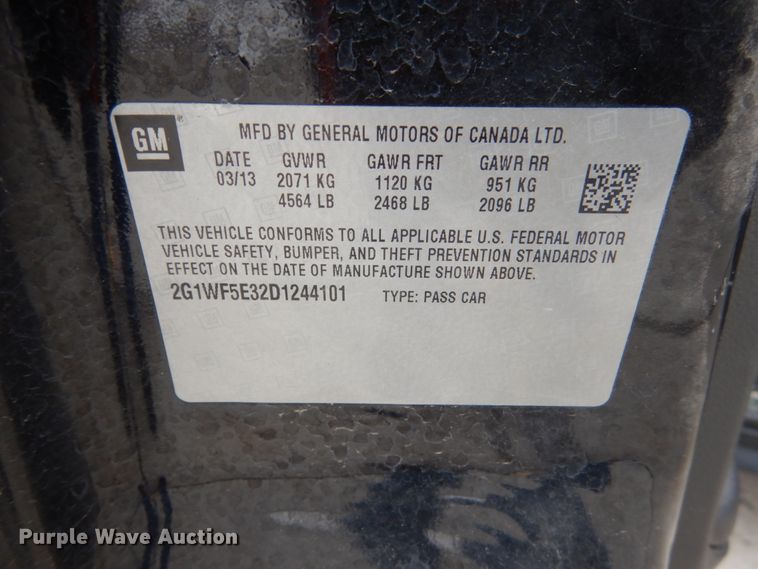 GM
MFD BY GENERAL MOTORS OF CANADA LTD.
DATE GVWR GAWR FRT GAWR RR
03/13 2071 KG 1120 KG 951 KG
4564 LB 2468 LB 2096 LB
THIS VEHICLE CONFORMS TO ALL APPLICABLE U.S. FEDERAL MOTOR
VEHICLE SAFETY, BUMPER, AND THEFT PREVENTION STANDARDS IN
EFFECT ON THE DATE OF MANUFACTURE SHOWN ABOVE.
2G1WF5E32D1244101 TYPE: PASS CAR
Purple Wave Auction